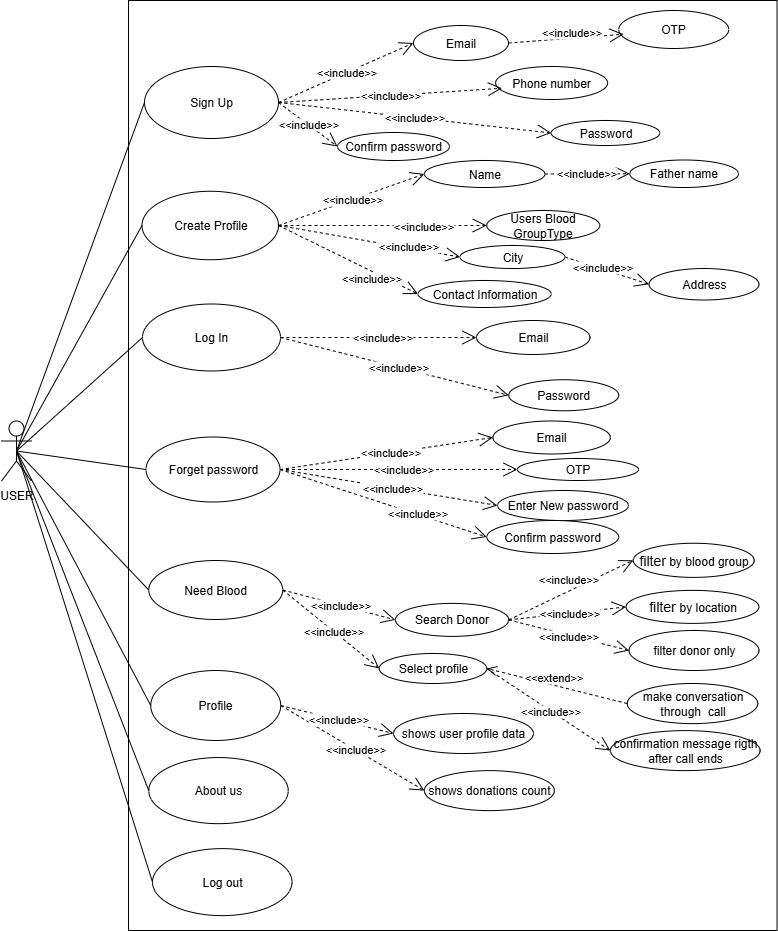 OTP
<<include>>
Email
<<include>>
Phone number
<<include>>
Sign Up
<<include>>
<<include>>
Password
Confirm password
Name
<<include>>
Father name
<<include>>
Users Blood
GroupType
Create Profile
<<include>>
<<include>>
City
<<include>>
<<include>>
Address
Contact Information
Log In
<<include>>
Email
<<include>>
Password
Email
<<include>>
Forget password
<<include>>
OTP
<<include>>
Enter New password
<<include>>
Confirm password
USER
filter by blood group
<<include>>
Need Blood
<<include>>
filter by location
<<include>>
Search Donor
<<include>>
<<include>>
filter donor only
Select profile
<<extend>>
make conversation
through call
<<include>>
Profile
<<include>>
shows user profile data
<<include>>
confirmation message rigth
after call ends
About us
shows donations count
Log out